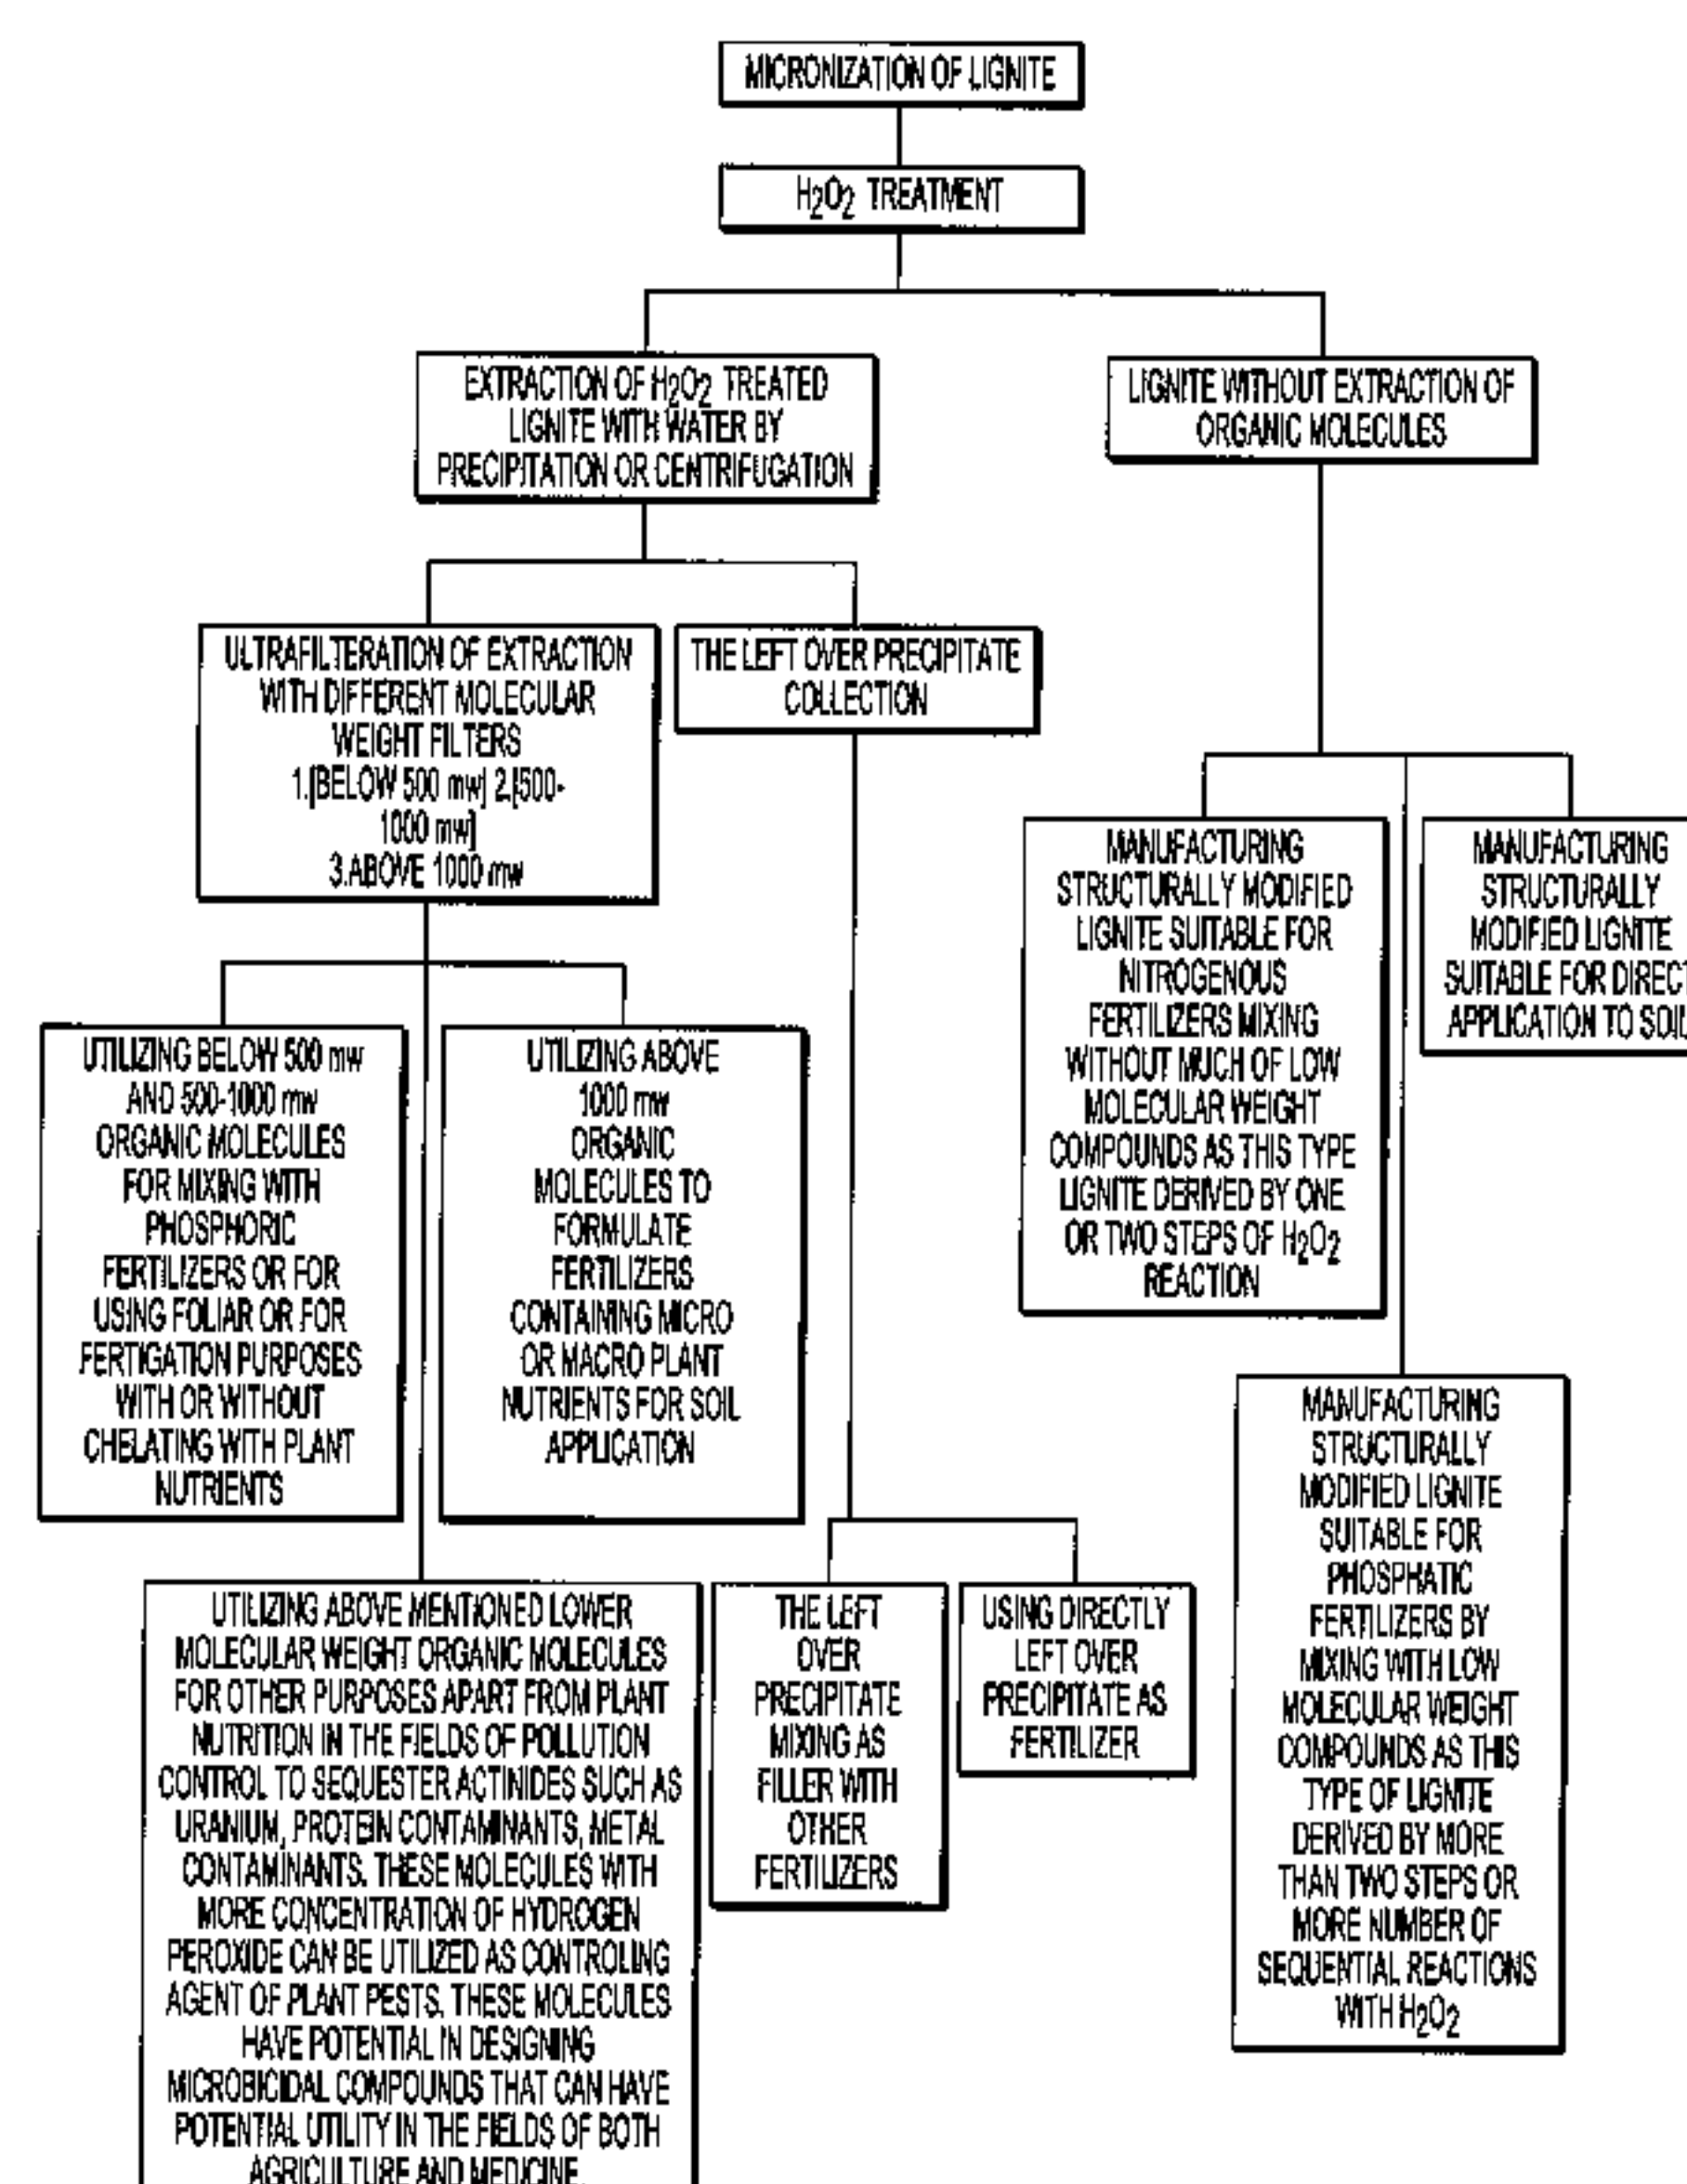 MICRONIZATION OF LIGNITE
H2O2 TREATMENT
EXTRACTION OF H2O2 TREATED
LIGNITE WITH WATER BY
PRECIPITATION OR CENTRIFUGATION
LIGNITE WITHOUT EXTRACTION OF
ORGANIC MOLECULES
ULTRAFILTERATION OF EXTRACTION
WITH DIFFERENT MOLECULAR
WEIGHT FILTERS
1.[BELOW 500 mw] 2.[500-
1000 mw]
3.ABOVE 1000 mw
THE LEFT OVER PRECIPITATE
COLLECTION
MANUFACTURING
STRUCTURALLY MODIFIED
LIGNITE SUITABLE FOR
NITROGENOUS
FERTILIZERS MIXING
WITHOUT MUCH OF LOW
MOLECULAR WEIGHT
COMPOUNDS AS THIS TYPE
LIGNITE DERIVED BY ONE
OR TWO STEPS OF H2O2
REACTION
MANUFACTURING
STRUCTURALLY
MODIFIED LIGNITE
SUITABLE FOR DIRECT
APPLICATION TO SOIL
UTILIZING BELOW 500 mw
AND 500-1000 mw
ORGANIC MOLECULES
FOR MIXING WITH
PHOSPHORIC
FERTILIZERS OR FOR
USING FOLIAR OR FOR
FERTIGATION PURPOSES
WITH OR WITHOUT
CHELATING WITH PLANT
NUTRIENTS
UTILIZING ABOVE
1000 mw
ORGANIC
MOLECULES TO
FORMULATE
FERTILIZERS
CONTAINING MICRO
OR MACRO PLANT
NUTRIENTS FOR SOIL
APPLICATION
MANUFACTURING
STRUCTURALLY
MODIFIED LIGNITE
SUITABLE FOR
PHOSPHATIC
FERTILIZERS BY
MIXING WITH LOW
MOLECULAR WEIGHT
COMPOUNDS AS THIS
TYPE OF LIGNITE
DERIVED BY MORE
THAN TWO STEPS OR
MORE NUMBER OF
SEQUENTIAL REACTIONS
WITH H2O2
UTILIZING ABOVE MENTIONED LOWER
MOLECULAR WEIGHT ORGANIC MOLECULES
FOR OTHER PURPOSES APART FROM PLANT
NUTRITION IN THE FIELDS OF POLLUTION
CONTROL TO SEQUESTER ACTINIDES SUCH AS
URANIUM, PROTEIN CONTAMINANTS, METAL
CONTAMINANTS. THESE MOLECULES WITH
MORE CONCENTRATION OF HYDROGEN
PEROXIDE CAN BE UTILIZED AS CONTROLING
AGENT OF PLANT PESTS. THESE MOLECULES
HAVE POTENTIAL IN DESIGNING
MICROBICIDAL COMPOUNDS THAT CAN HAVE
POTENTIAL UTILITY IN THE FIELDS OF BOTH
AGRICULTURE AND MEDICINE.
THE LEFT
OVER
PRECIPITATE
MIXING AS
FILLER WITH
OTHER
FERTILIZERS
USING DIRECTLY
LEFT OVER
PRECIPITATE AS
FERTILIZER